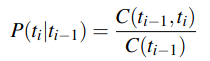 P(t_i|t_{i−1}) = \frac{C(t_{i−1}, t_i)}{C(t_{i−1})}